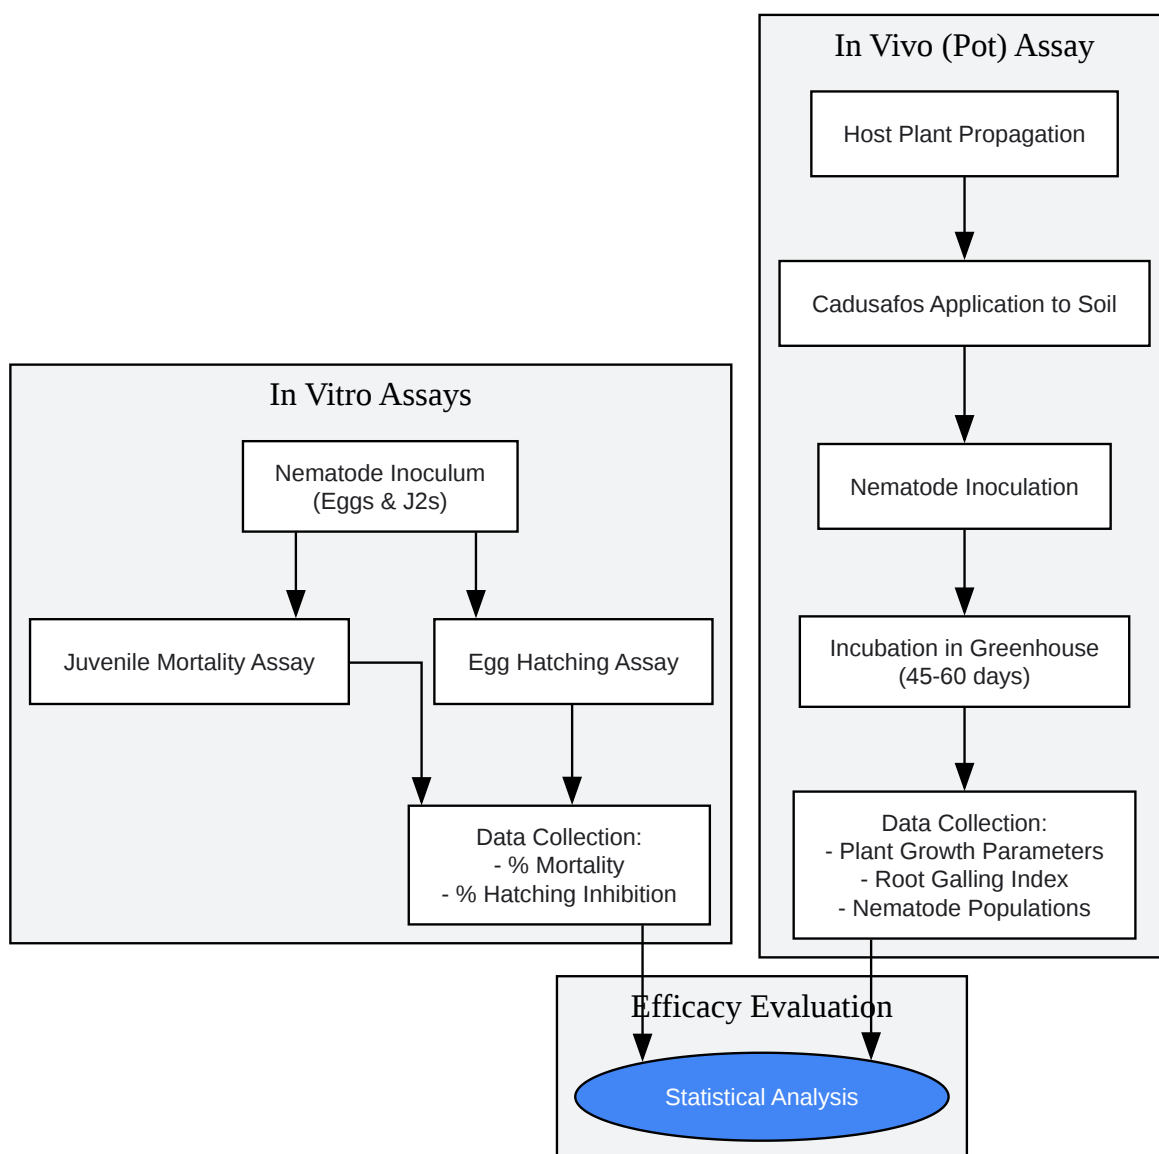 In Vivo (Pot) Assay
Host Plant Propagation
Cadusafos Application to Soil
Nematode Inoculation
Incubation in Greenhouse
(45-60 days)
Data Collection:
- Plant Growth Parameters
- Root Galling Index
- Nematode Populations
In Vitro Assays
Nematode Inoculum
(Eggs & J2s)
Juvenile Mortality Assay
Egg Hatching Assay
Data Collection:
- % Mortality
- % Hatching Inhibition
Efficacy Evaluation
Statistical Analysis